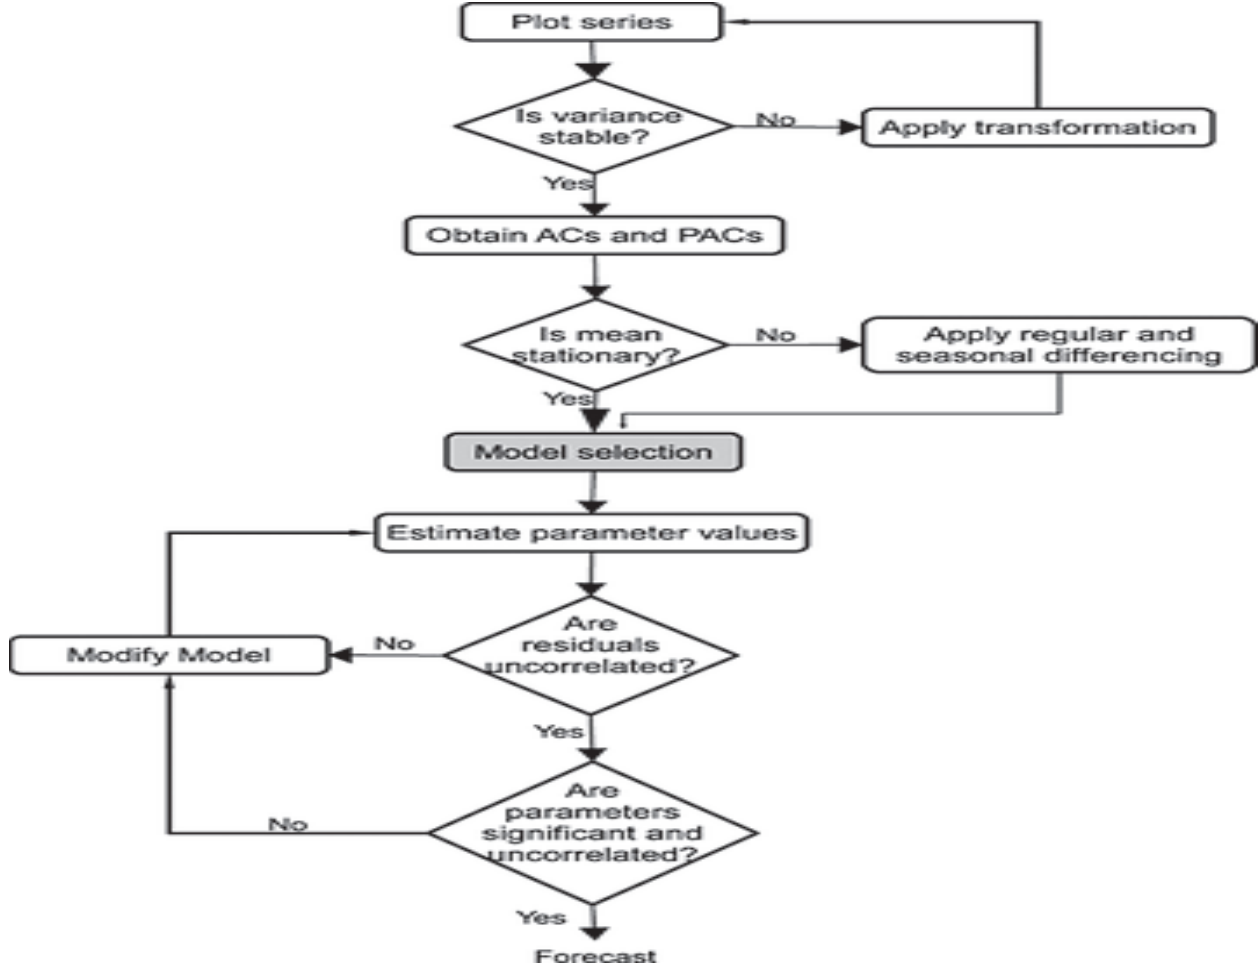 Plot series
Is variance
stable?
No
Apply transformation
Yes
Obtain ACs and PACs
Is mean
stationary?
No
Apply regular and
seasonal differencing
Yes
Model selection
Estimate parameter values
Are
residuals
uncorrelated?
No
Modify Model
Yes
Are
parameters
significant and
uncorrelated?
No
Yes
Forecast